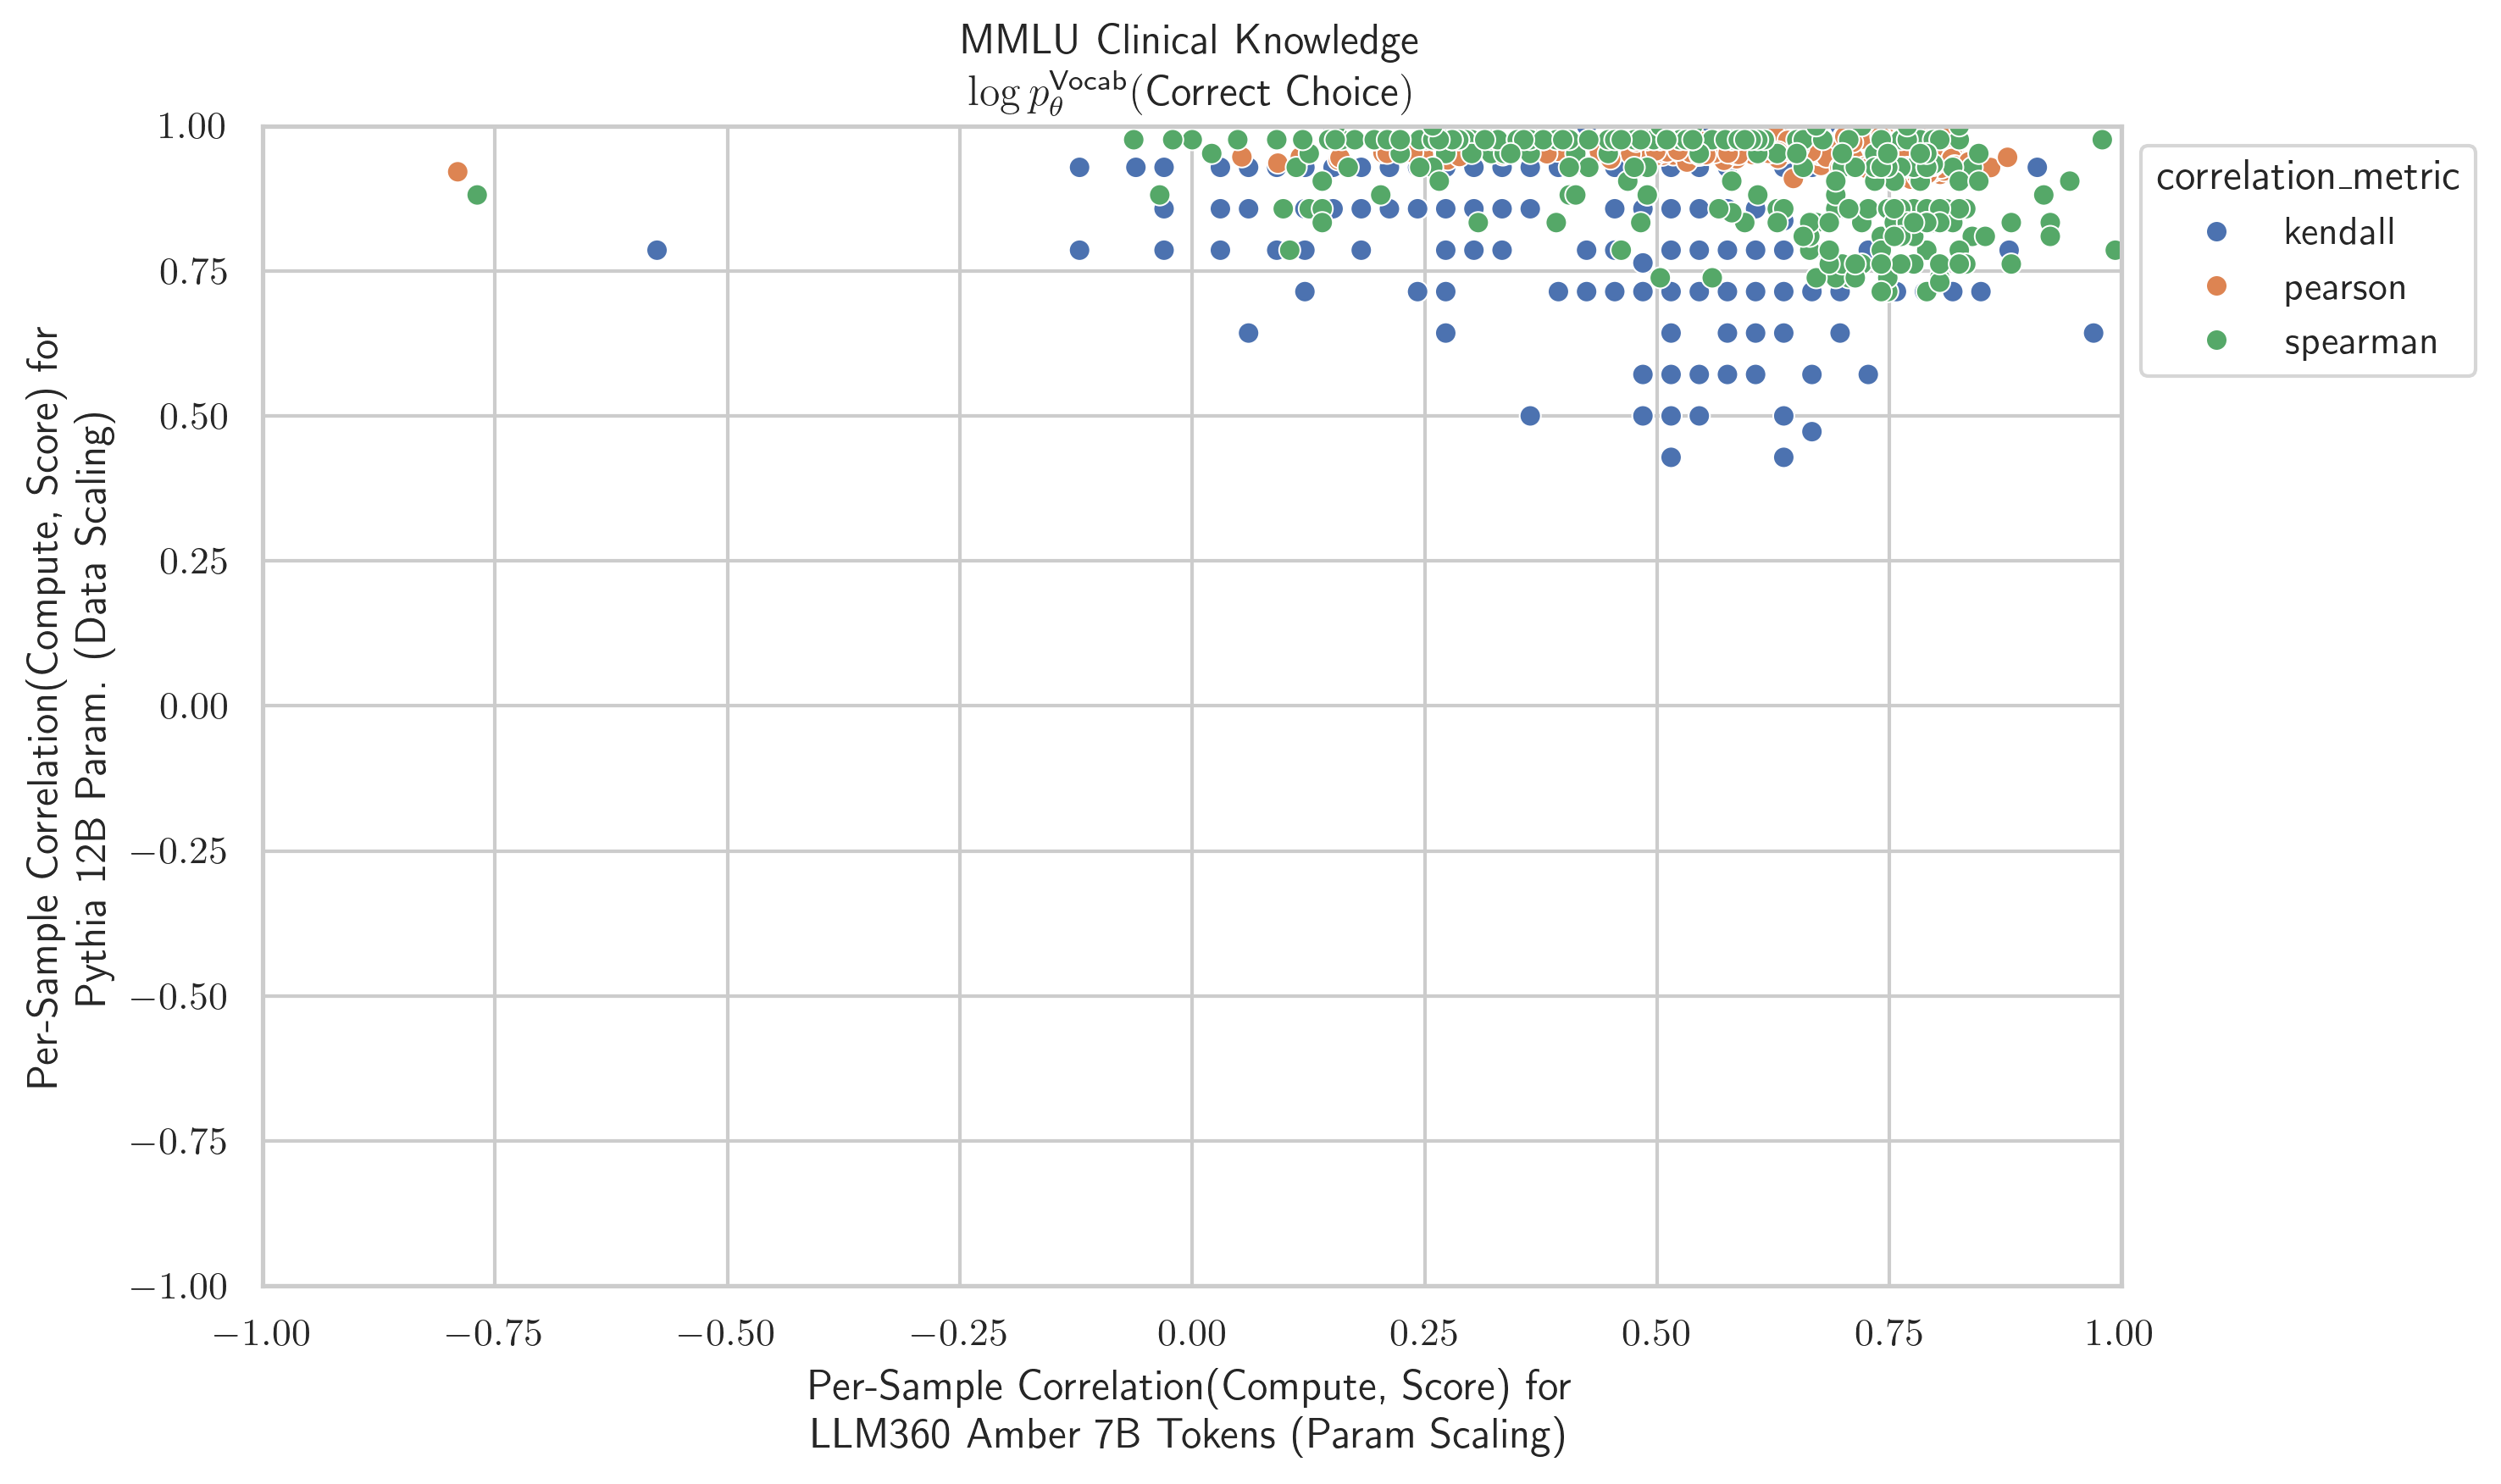 MMLU Clinical Knowledge
log p_θ^Vocab(Correct Choice)
1.00
0.75
0.50
0.25
0.00
−0.25
−0.50
−0.75
−1.00
Per-Sample Correlation(Compute, Score) for
Pythia 12B Param. (Data Scaling)
−1.00
−0.75
−0.50
−0.25
0.00
0.25
0.50
0.75
1.00
Per-Sample Correlation(Compute, Score) for
LLM360 Amber 7B Tokens (Param Scaling)
correlation_metric
kendall
pearson
spearman